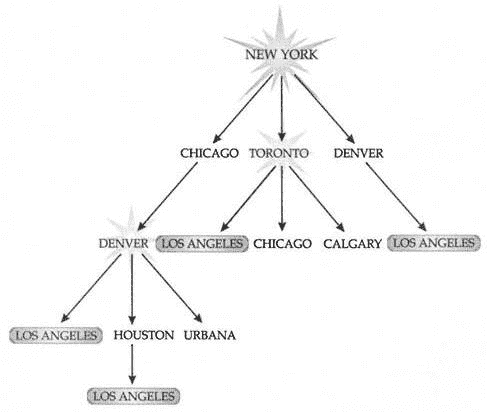 NEW YORK
CHICAGO TORONTO DENVER
DENVER LOS ANGELES CHICAGO CALGARY LOS ANGELES
LOS ANGELES HOUSTON URBANA
LOS ANGELES